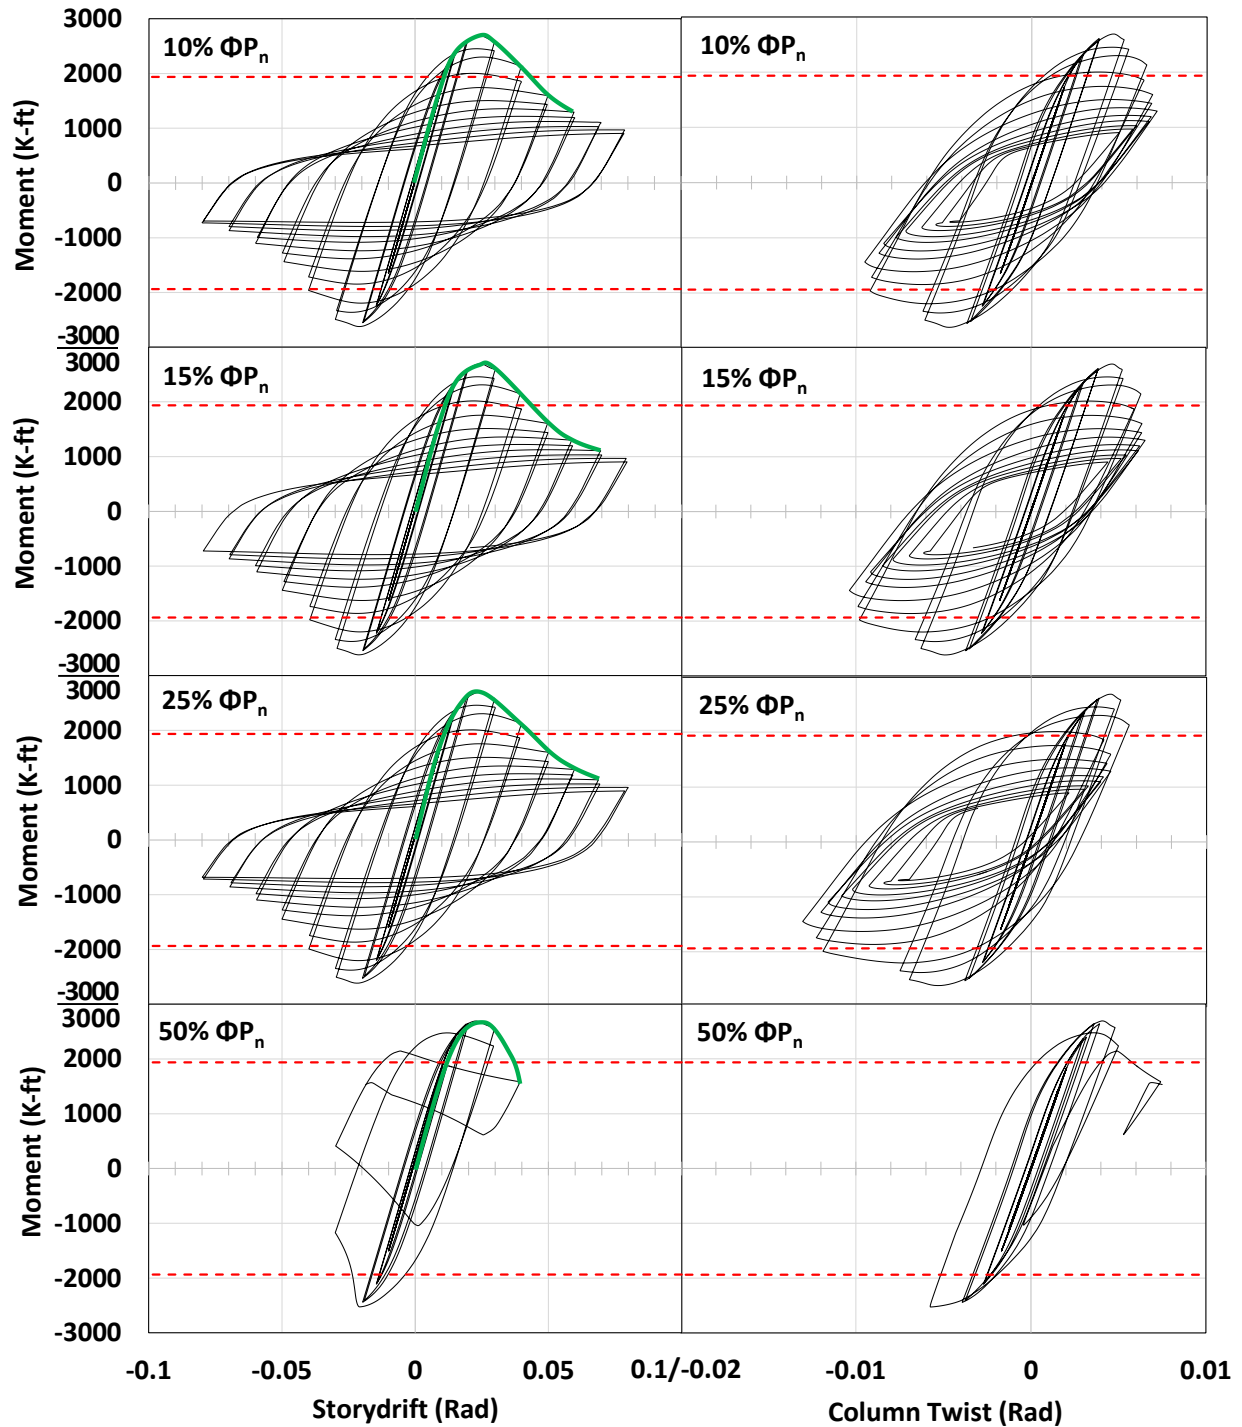 3000
2000
1000
0
-1000
-2000
-3000
Moment (K-ft)
10% ΦPn
10% ΦPn
3000
2000
1000
0
-1000
-2000
-3000
Moment (K-ft)
15% ΦPn
15% ΦPn
3000
2000
1000
0
-1000
-2000
-3000
Moment (K-ft)
25% ΦPn
25% ΦPn
3000
2000
1000
0
-1000
-2000
-3000
Moment (K-ft)
50% ΦPn
50% ΦPn
-0.1 -0.05 0 0.05 0.1/-0.02 -0.01 0 0.01
Storydrift (Rad) Column Twist (Rad)